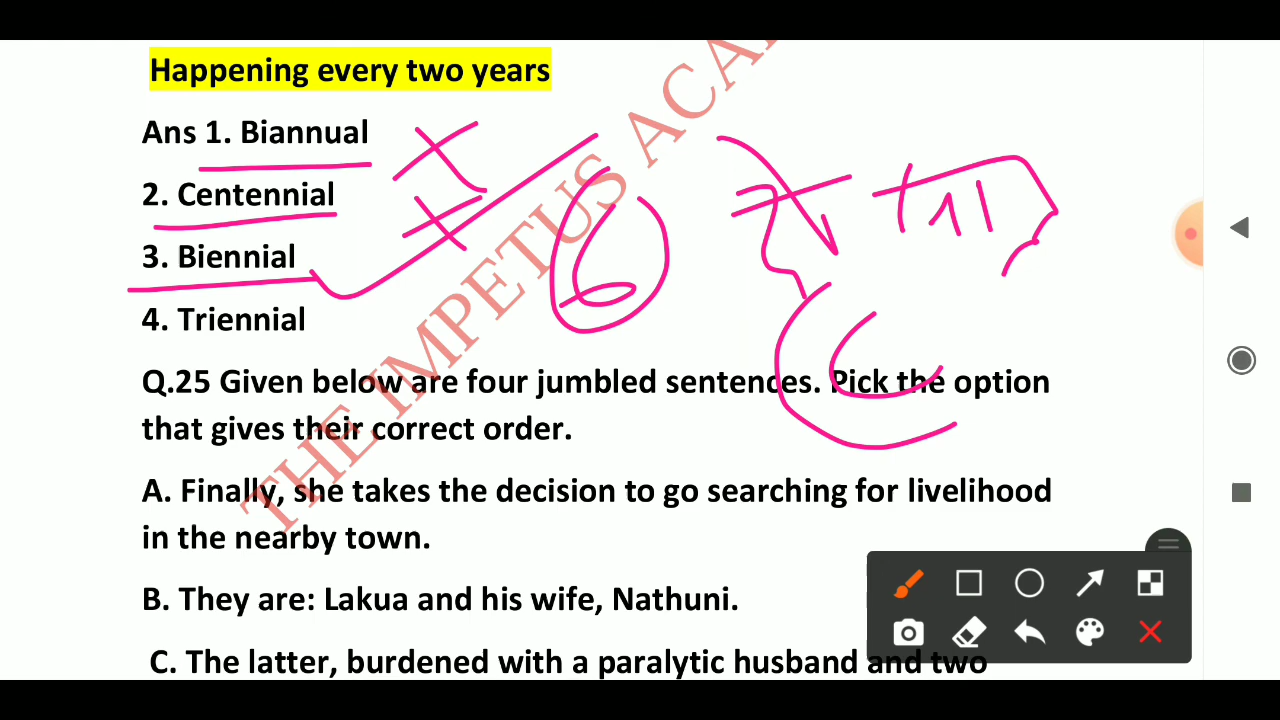 Happening every two years
Ans 1. Biannual
2. Centennial
3. Biennial
4. Triennial
Q.25 Given below are four jumbled sentences. Pick the option
that gives their correct order.
A. Finally, she takes the decision to go searching for livelihood
in the nearby town.
B. They are: Lakua and his wife, Nathuni.
C. The latter, burdened with a paralytic husband and two
THE IMPETUS ACA
6